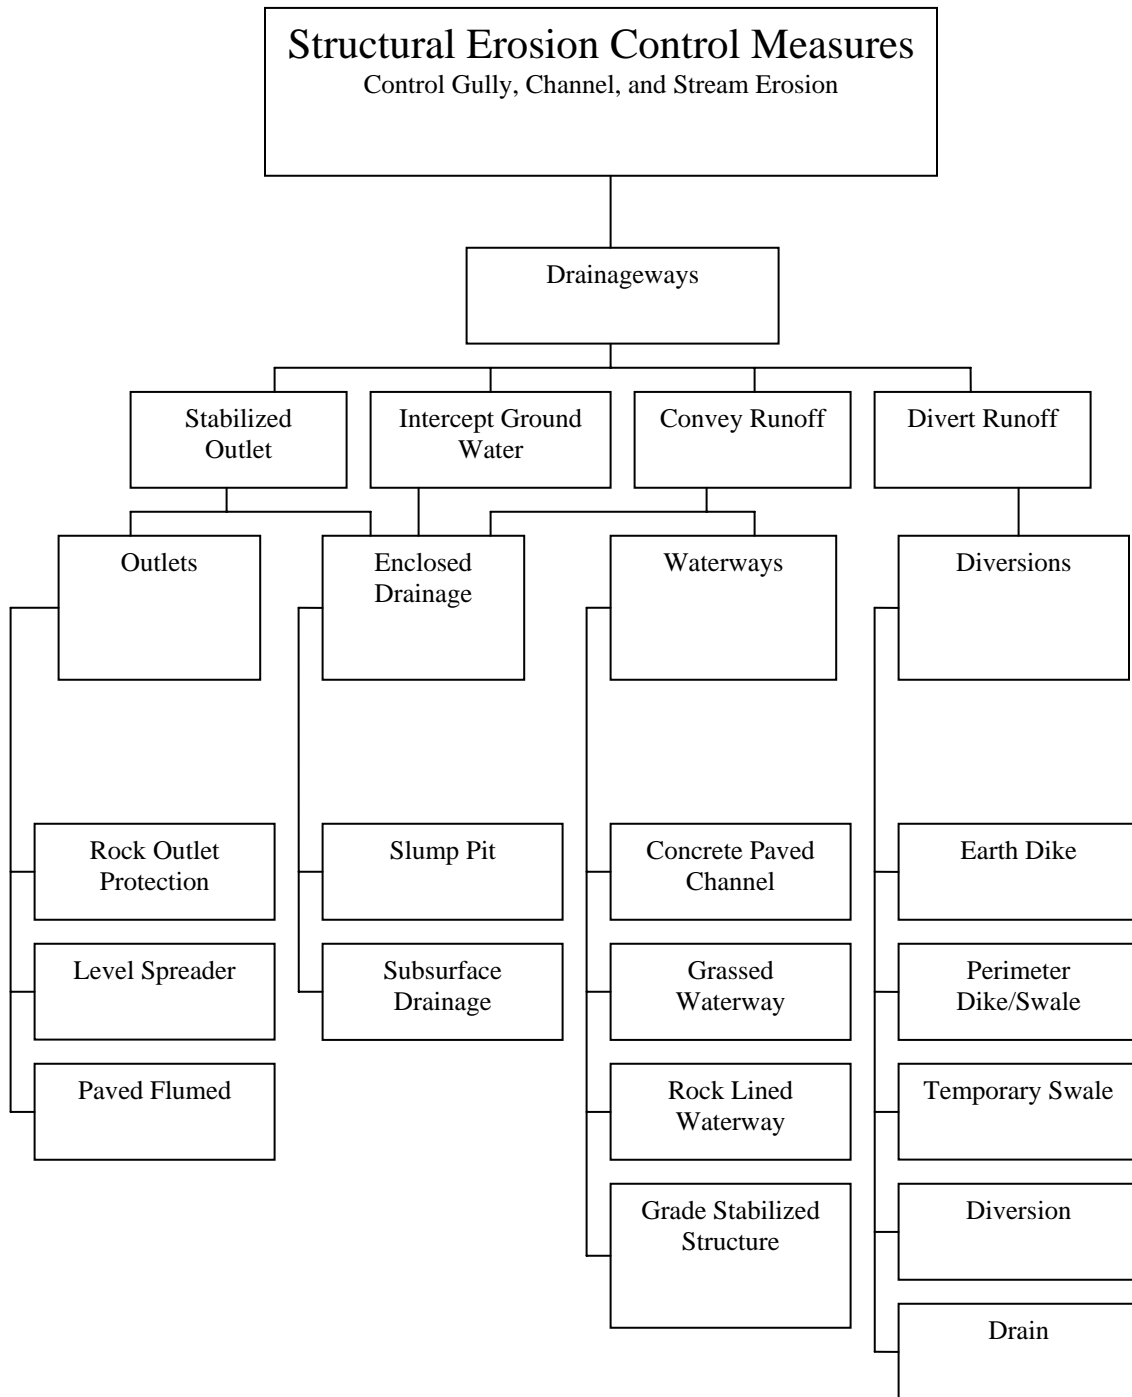 Structural Erosion Control Measures
Control Gully, Channel, and Stream Erosion
Drainageways
Stabilized
Outlet
Intercept Ground
Water
Convey Runoff
Divert Runoff
Outlets
Enclosed
Drainage
Waterways
Diversions
Rock Outlet
Protection
Slump Pit
Concrete Paved
Channel
Earth Dike
Level Spreader
Subsurface
Drainage
Grassed
Waterway
Perimeter
Dike/Swale
Paved Flumed
Rock Lined
Waterway
Temporary Swale
Grade Stabilized
Structure
Diversion
Drain